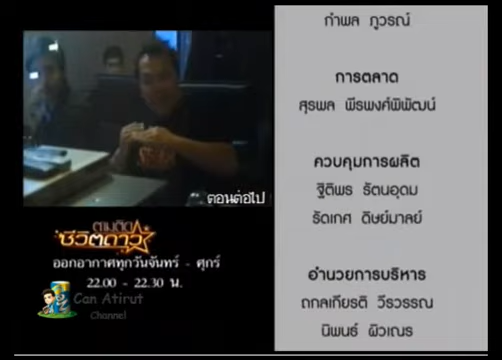 ตอนต่อไป
ตามติด
ชีวิตดาว
ออกอากาศทุกวันจันทร์ - ศุกร์
22.00 - 22.30 น.
Can Atirut
Channel
กำพล ภูวรณ์
การตลาด
สุรพล พีรพงศ์พิพัฒน์
ควบคุมการผลิต
ฐิติพร รัตนอุดม
รัดเกศ ดิษย์มาลย์
อำนวยการบริหาร
ถกลเกียรติ วีรวรรณ
นิพนธ์ ผิวเณร